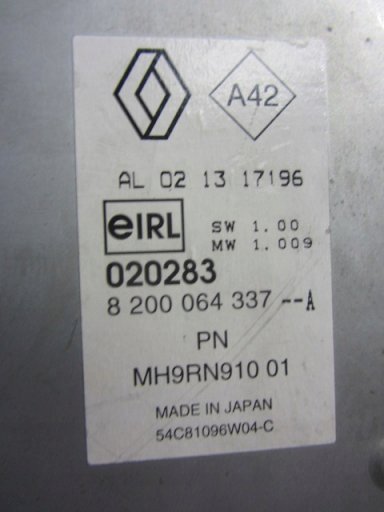 A42
AL 02 13 17196
eIRL
SW 1.00
MW 1.009
020283
8 200 064 337 --A
PN
MH9RN910 01
MADE IN JAPAN
54C81096W04-C